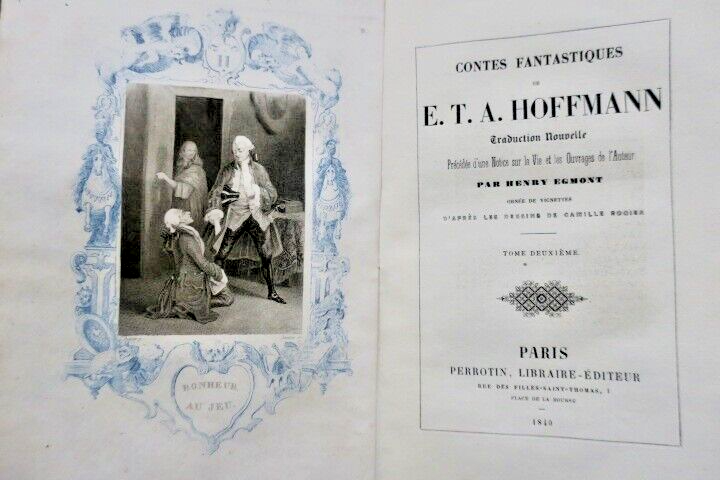 II
BONHEUR
AU JEU.
CONTES FANTASTIQUES
DE
E. T. A. HOFFMANN
Traduction Nouvelle
Précédée d'une Notice sur la Vie et les Ouvrages de l'Auteur
PAR HENRY EGMONT
ORNÉE DE VIGNETTES
D'APRÈS LES DESSINS DE CAMILLE ROGIER
TOME DEUXIÈME.
PARIS
PERROTIN, LIBRAIRE-ÉDITEUR
RUE DES FILLES-SAINT-THOMAS, 1
PLACE DE LA BOURSE
1840